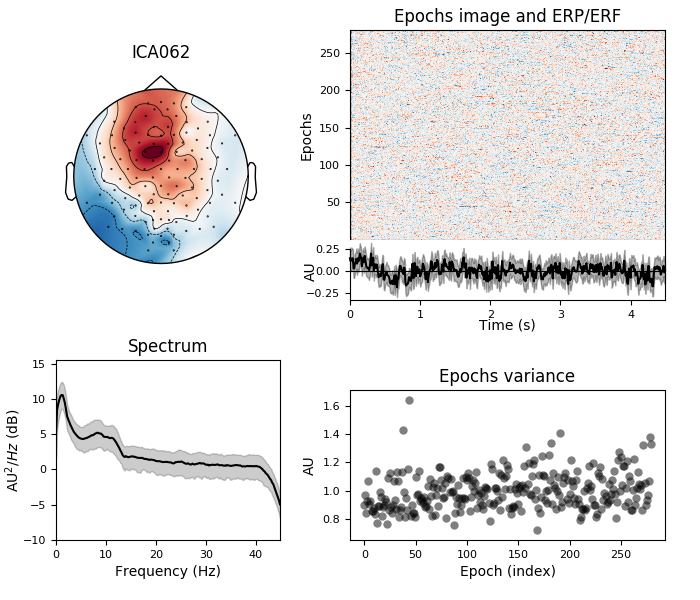 ICA062
Epochs image and ERP/ERF
Epochs
250
200
150
100
50
AU
0.25
0.00
−0.25
0 1 2 3 4
Time (s)
Spectrum
AU²/Hz (dB)
15
10
5
0
−5
−10
0 10 20 30 40
Frequency (Hz)
Epochs variance
AU
1.6
1.4
1.2
1.0
0.8
0 50 100 150 200 250
Epoch (index)